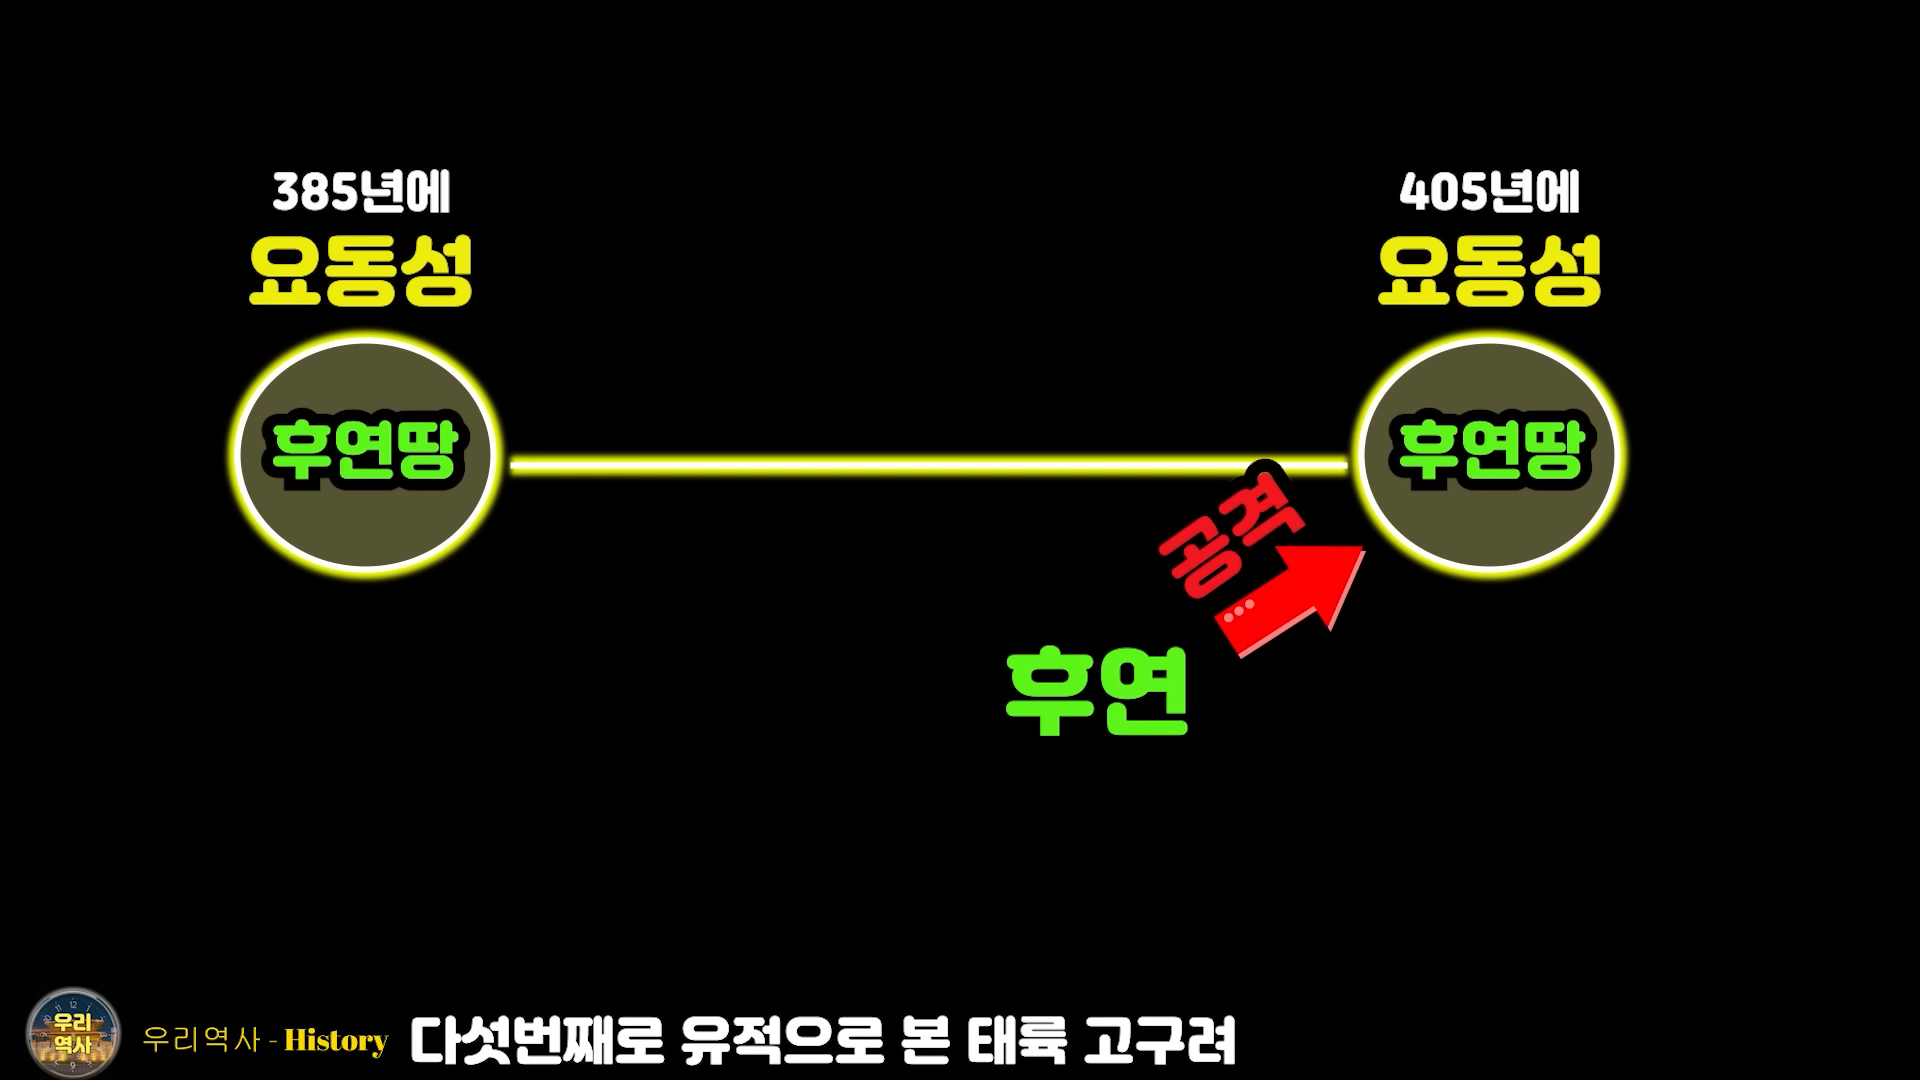 385년에
요동성
후연땅
405년에
요동성
후연땅
공격
후연
우리
역사
우리역사 - History
다섯번째로 유적으로 본 태륙 고구려